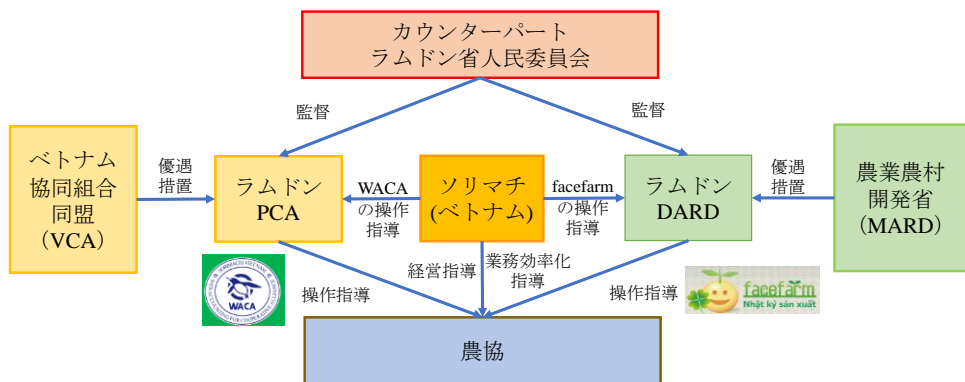 カウンターパート
ラムドン省人民委員会
監督
監督
ベトナム
協同組合
同盟
（VCA）
優遇
措置
ラムドン
PCA
WACA
の操作
指導
ソリマチ
(ベトナム)
facefarm
の操作
指導
ラムドン
DARD
優遇
措置
農業農村
開発省
（MARD）
操作指導
経営指導
業務効率化
指導
操作指導
WACA
facefarm
Nhật ký sản xuất
農協